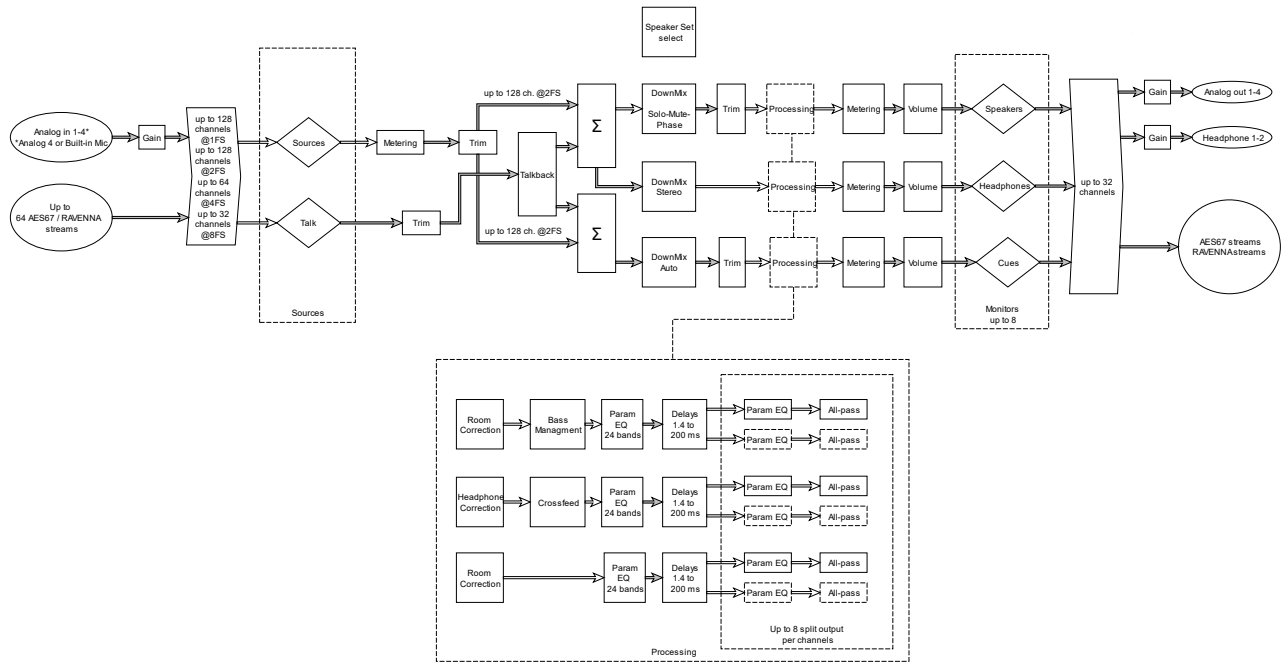 Speaker Set
select
Analog in 1-4*
*Analog 4 or Built-in Mic
Gain
Up to
64 AES67 / RAVENNA
streams
up to 128
channels
@1FS
up to 128
channels
@2FS
up to 64
channels
@4FS
up to 32
channels
@8FS
Sources
Talk
Sources
Metering
Trim
Trim
up to 128 ch. @2FS
Talkback
up to 128 ch. @2FS
Σ
Σ
DownMix
Solo-Mute-
Phase
Trim
Processing
Metering
Volume
Speakers
DownMix
Stereo
Processing
Metering
Volume
Headphones
DownMix
Auto
Trim
Processing
Metering
Volume
Cues
Monitors
up to 8
up to 32
channels
Gain
Analog out 1-4
Gain
Headphone 1-2
AES67 streams
RAVENNAstreams
Room
Correction
Bass
Managment
Param
EQ
24 bands
Delays
1.4 to
200 ms
Param EQ
All-pass
Param EQ
All-pass
Headphone
Correction
Crossfeed
Param
EQ
24 bands
Delays
1.4 to
200 ms
Param EQ
All-pass
Param EQ
All-pass
Room
Correction
Param
EQ
24 bands
Delays
1.4 to
200 ms
Param EQ
All-pass
Param EQ
All-pass
Up to 8 split output
per channels
Processing